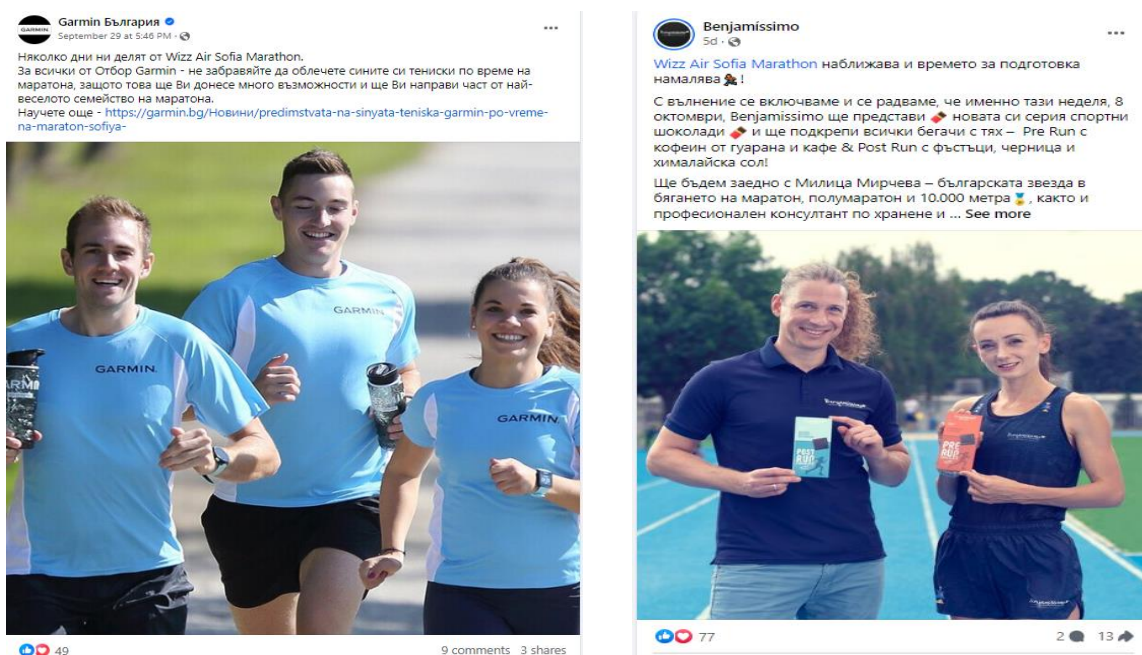 Garmin България
September 29 at 5:46 PM ·
Няколко дни ни делят от Wizz Air Sofia Marathon.
За всички от Отбор Garmin - не забравяйте да облечете сините си тениски по време на
маратона, защото това ще Ви донесе много възможности и ще Ви направи част от най-
веселото семейство на маратона.
Научете още - https://garmin.bg/Новини/predimstvata-na-sinyata-teniska-garmin-po-vreme-
na-maraton-sofiya-
GARMIN
GARMIN.
GARMIN
49
9 comments 3 shares
Benjamíssimo
5d ·
Wizz Air Sofia Marathon наближава и времето за подготовка
намалява !
С вълнение се включваме и се радваме, че именно тази неделя, 8
октомври, Benjamissimo ще представи новата си серия спортни
шоколади и ще подкрепи всички бегачи с тях – Pre Run с
кофеин от гуарана и кафе & Post Run с фъстъци, черница и
хималайска сол!
Ще бъдем заедно с Милица Мирчева – българската звезда в
бягането на маратон, полумаратон и 10.000 метра , както и
професионален консултант по хранене и ... See more
POST
RUN
PRE
RUN
77
2 13